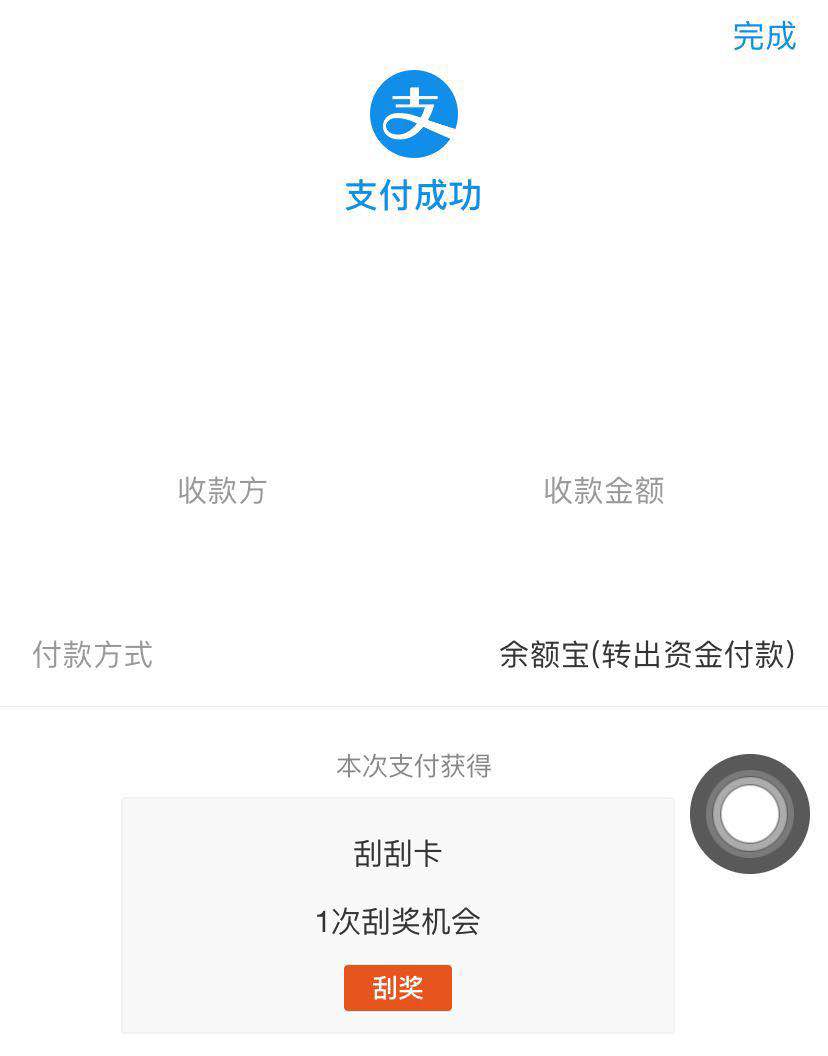 完成
支
支付成功
收款方 收款金额
付款方式 余额宝(转出资金付款)
本次支付获得
刮刮卡
1次刮奖机会
刮奖